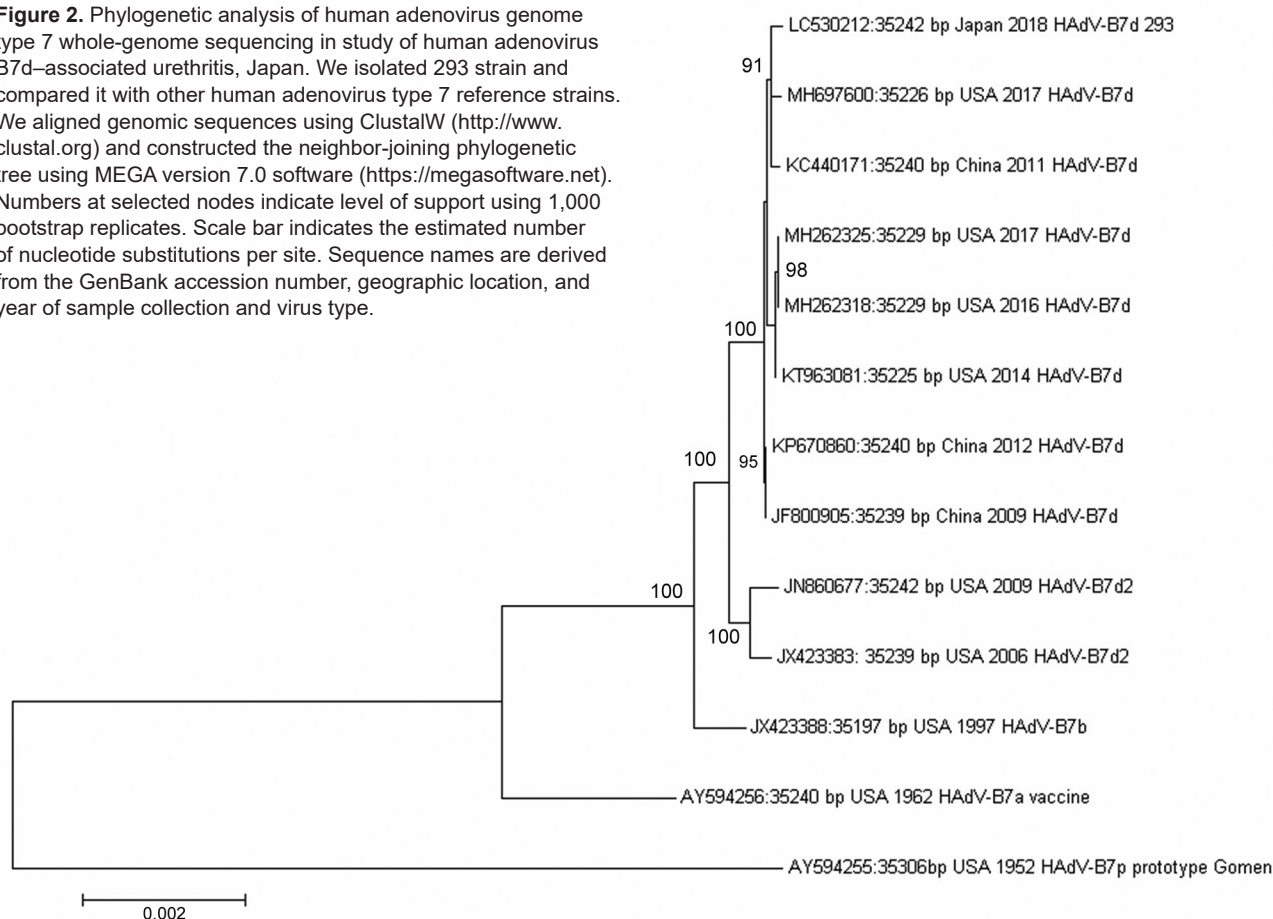 Figure 2. Phylogenetic analysis of human adenovirus genome
type 7 whole-genome sequencing in study of human adenovirus
B7d–associated urethritis, Japan. We isolated 293 strain and
compared it with other human adenovirus type 7 reference strains.
We aligned genomic sequences using ClustalW (http://www.
clustal.org) and constructed the neighbor-joining phylogenetic
tree using MEGA version 7.0 software (https://megasoftware.net).
Numbers at selected nodes indicate level of support using 1,000
bootstrap replicates. Scale bar indicates the estimated number
of nucleotide substitutions per site. Sequence names are derived
from the GenBank accession number, geographic location, and
year of sample collection and virus type.
LC530212:35242 bp Japan 2018 HAdV-B7d 293
91
MH697600:35226 bp USA 2017 HAdV-B7d
KC440171:35240 bp China 2011 HAdV-B7d
MH262325:35229 bp USA 2017 HAdV-B7d
98
MH262318:35229 bp USA 2016 HAdV-B7d
100
KT963081:35225 bp USA 2014 HAdV-B7d
KP670860:35240 bp China 2012 HAdV-B7d
100
95
JF800905:35239 bp China 2009 HAdV-B7d
JN860677:35242 bp USA 2009 HAdV-B7d2
100
100
JX423383: 35239 bp USA 2006 HAdV-B7d2
JX423388:35197 bp USA 1997 HAdV-B7b
AY594256:35240 bp USA 1962 HAdV-B7a vaccine
AY594255:35306bp USA 1952 HAdV-B7p prototype Gomen
0.002